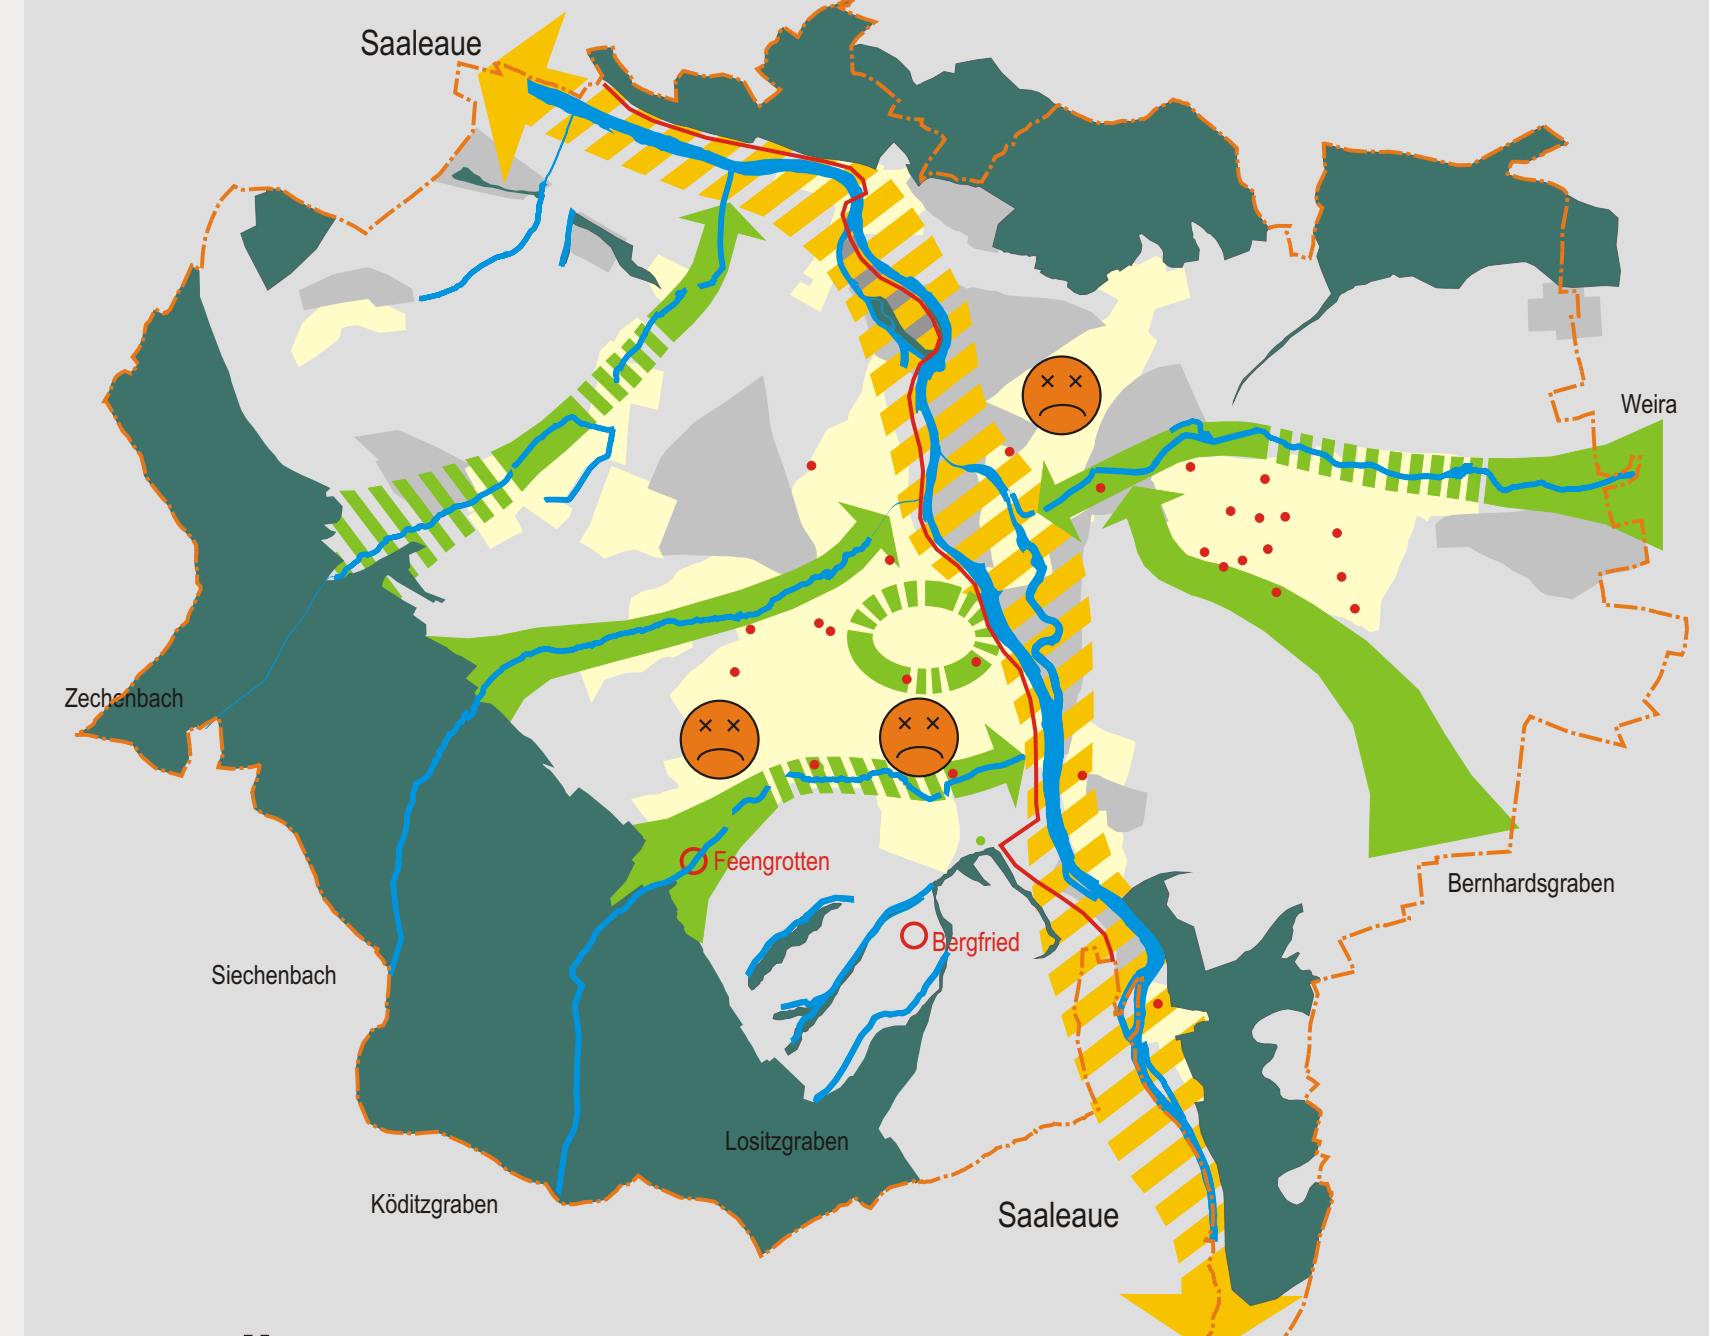 Saaleaue
Weira
Zechenbach
Feengrotten
Bernhardsgraben
Bergfried
Siechenbach
Lositzgraben
Köditzgraben
Saaleaue